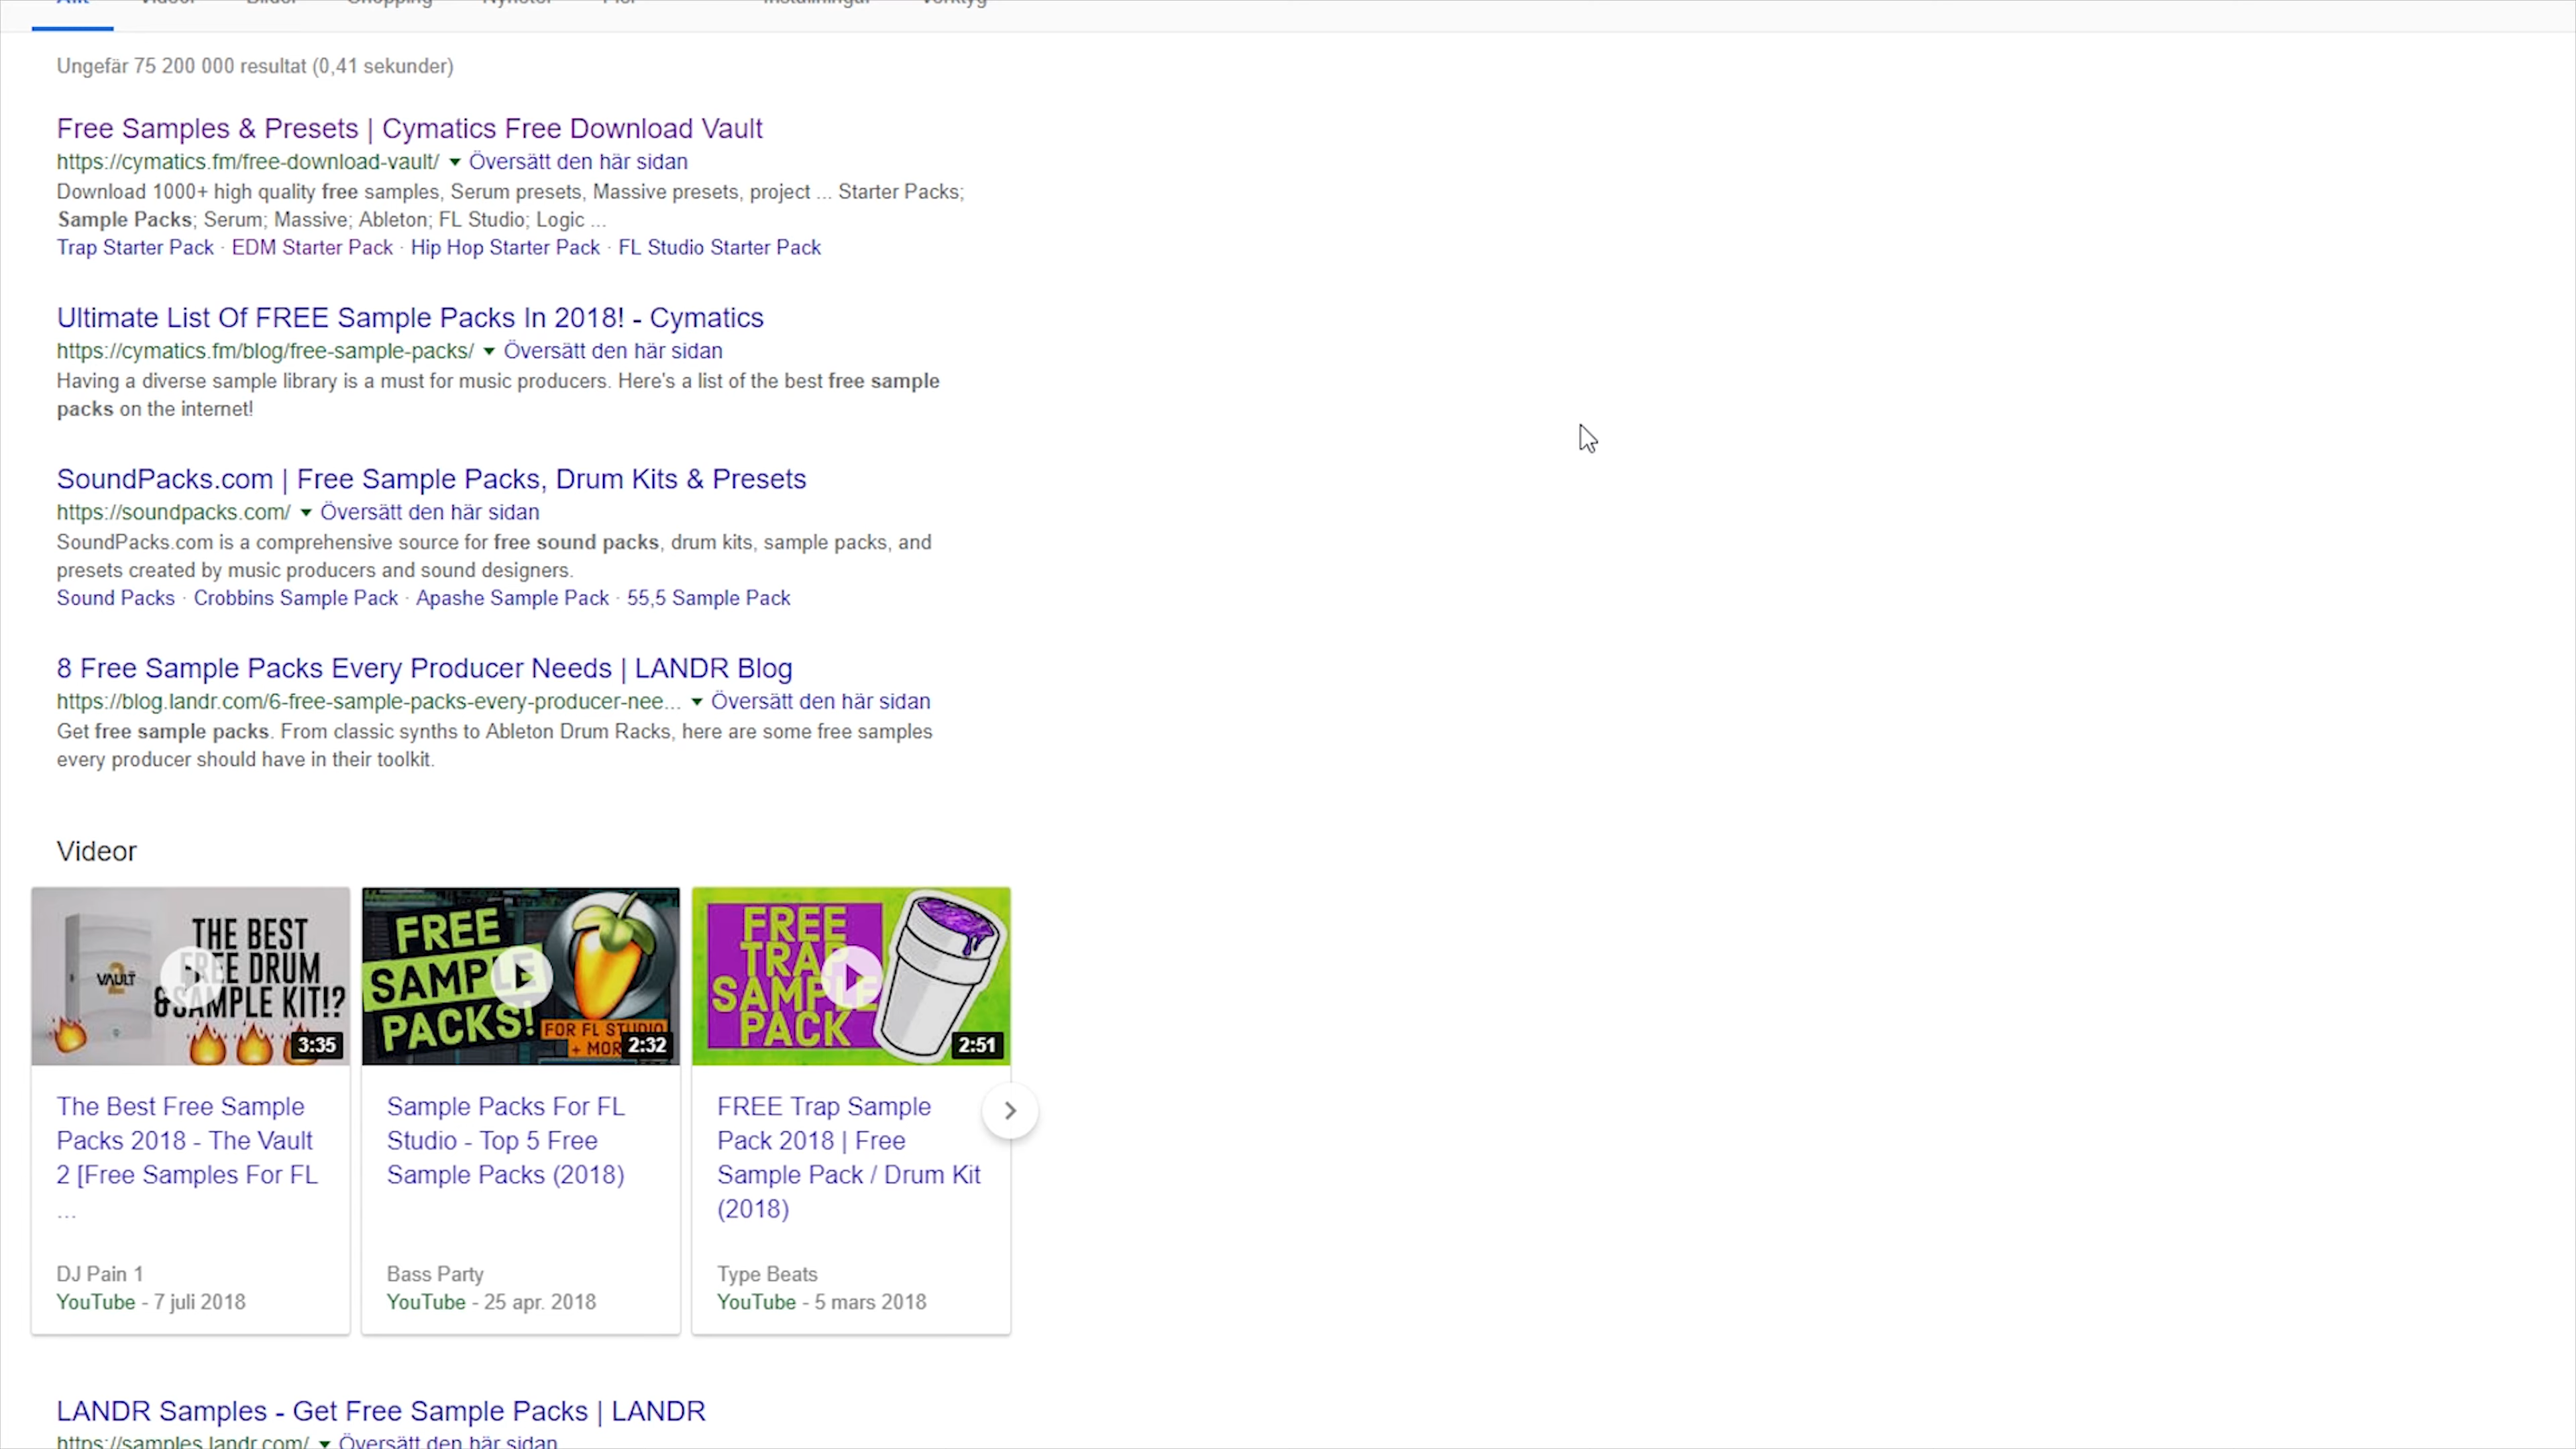 Allt Videor Bilder Shopping Nyheter Fler Inställningar Verktyg
Ungefär 75 200 000 resultat (0,41 sekunder)
Free Samples & Presets | Cymatics Free Download Vault
https://cymatics.fm/free-download-vault/ ▼ Översätt den här sidan
Download 1000+ high quality free samples, Serum presets, Massive presets, project ... Starter Packs;
Sample Packs; Serum; Massive; Ableton; FL Studio; Logic ...
Trap Starter Pack · EDM Starter Pack · Hip Hop Starter Pack · FL Studio Starter Pack
Ultimate List Of FREE Sample Packs In 2018! - Cymatics
https://cymatics.fm/blog/free-sample-packs/ ▼ Översätt den här sidan
Having a diverse sample library is a must for music producers. Here's a list of the best free sample
packs on the internet!
SoundPacks.com | Free Sample Packs, Drum Kits & Presets
https://soundpacks.com/ ▼ Översätt den här sidan
SoundPacks.com is a comprehensive source for free sound packs, drum kits, sample packs, and
presets created by music producers and sound designers.
Sound Packs · Crobbins Sample Pack · Apashe Sample Pack · 55,5 Sample Pack
8 Free Sample Packs Every Producer Needs | LANDR Blog
https://blog.landr.com/6-free-sample-packs-every-producer-nee... ▼ Översätt den här sidan
Get free sample packs. From classic synths to Ableton Drum Racks, here are some free samples
every producer should have in their toolkit.
Videor
VAULT 2
THE BEST
FREE DRUM
& SAMPLE KIT!?
3:35
The Best Free Sample
Packs 2018 - The Vault
2 [Free Samples For FL
...
DJ Pain 1
YouTube - 7 juli 2018
FREE
SAMPLE
PACKS!
FOR FL STUDIO
+ MOR
2:32
Sample Packs For FL
Studio - Top 5 Free
Sample Packs (2018)
Bass Party
YouTube - 25 apr. 2018
FREE
TRAP
SAMPLE
PACK
2:51
FREE Trap Sample
Pack 2018 | Free
Sample Pack / Drum Kit
(2018)
Type Beats
YouTube - 5 mars 2018
LANDR Samples - Get Free Sample Packs | LANDR
https://samples.landr.com/ ▼ Översätt den här sidan